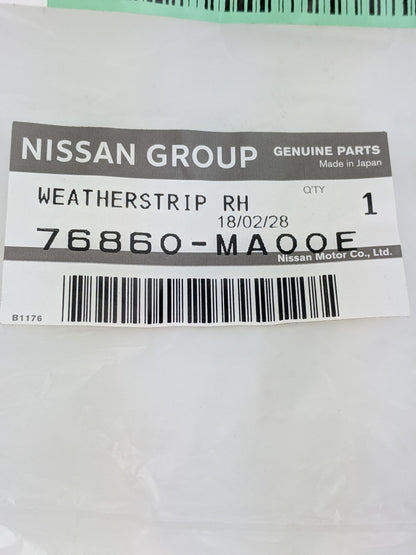 NISSAN GROUP GENUINE PARTS
Made in Japan
WEATHERSTRIP RH Q'TY 1
18/02/28
76860-MA00E
Nissan Motor Co., Ltd.
B1176